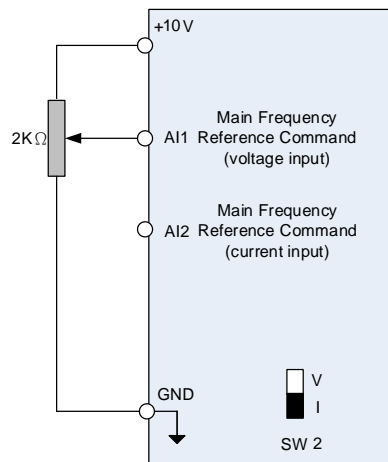 +10V
2KΩ
AI1
Main Frequency
Reference Command
(voltage input)
AI2
Main Frequency
Reference Command
(current input)
GND
V
I
SW 2